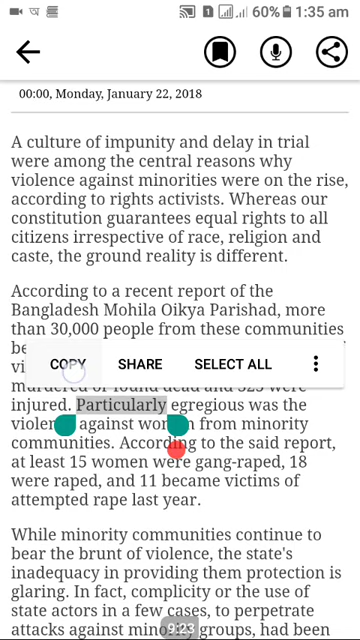 অ
1
60%
1:35 am
00:00, Monday, January 22, 2018
A culture of impunity and delay in trial
were among the central reasons why
violence against minorities were on the rise,
according to rights activists. Whereas our
constitution guarantees equal rights to all
citizens irrespective of race, religion and
caste, the ground reality is different.
According to a recent report of the
Bangladesh Mohila Oikya Parishad, more
than 30,000 people from these communities
COPY SHARE SELECT ALL
injured. Particularly egregious was the
against from minority
communities. According to the said report,
at least 15 women were gang-raped, 18
were raped, and 11 became victims of
attempted rape last year.
While minority communities continue to
bear the brunt of violence, the state's
inadequacy in providing them protection is
glaring. In fact, complicity or the use of
state actors in a few cases, to perpetrate
attacks against minority groups, had been
9:23